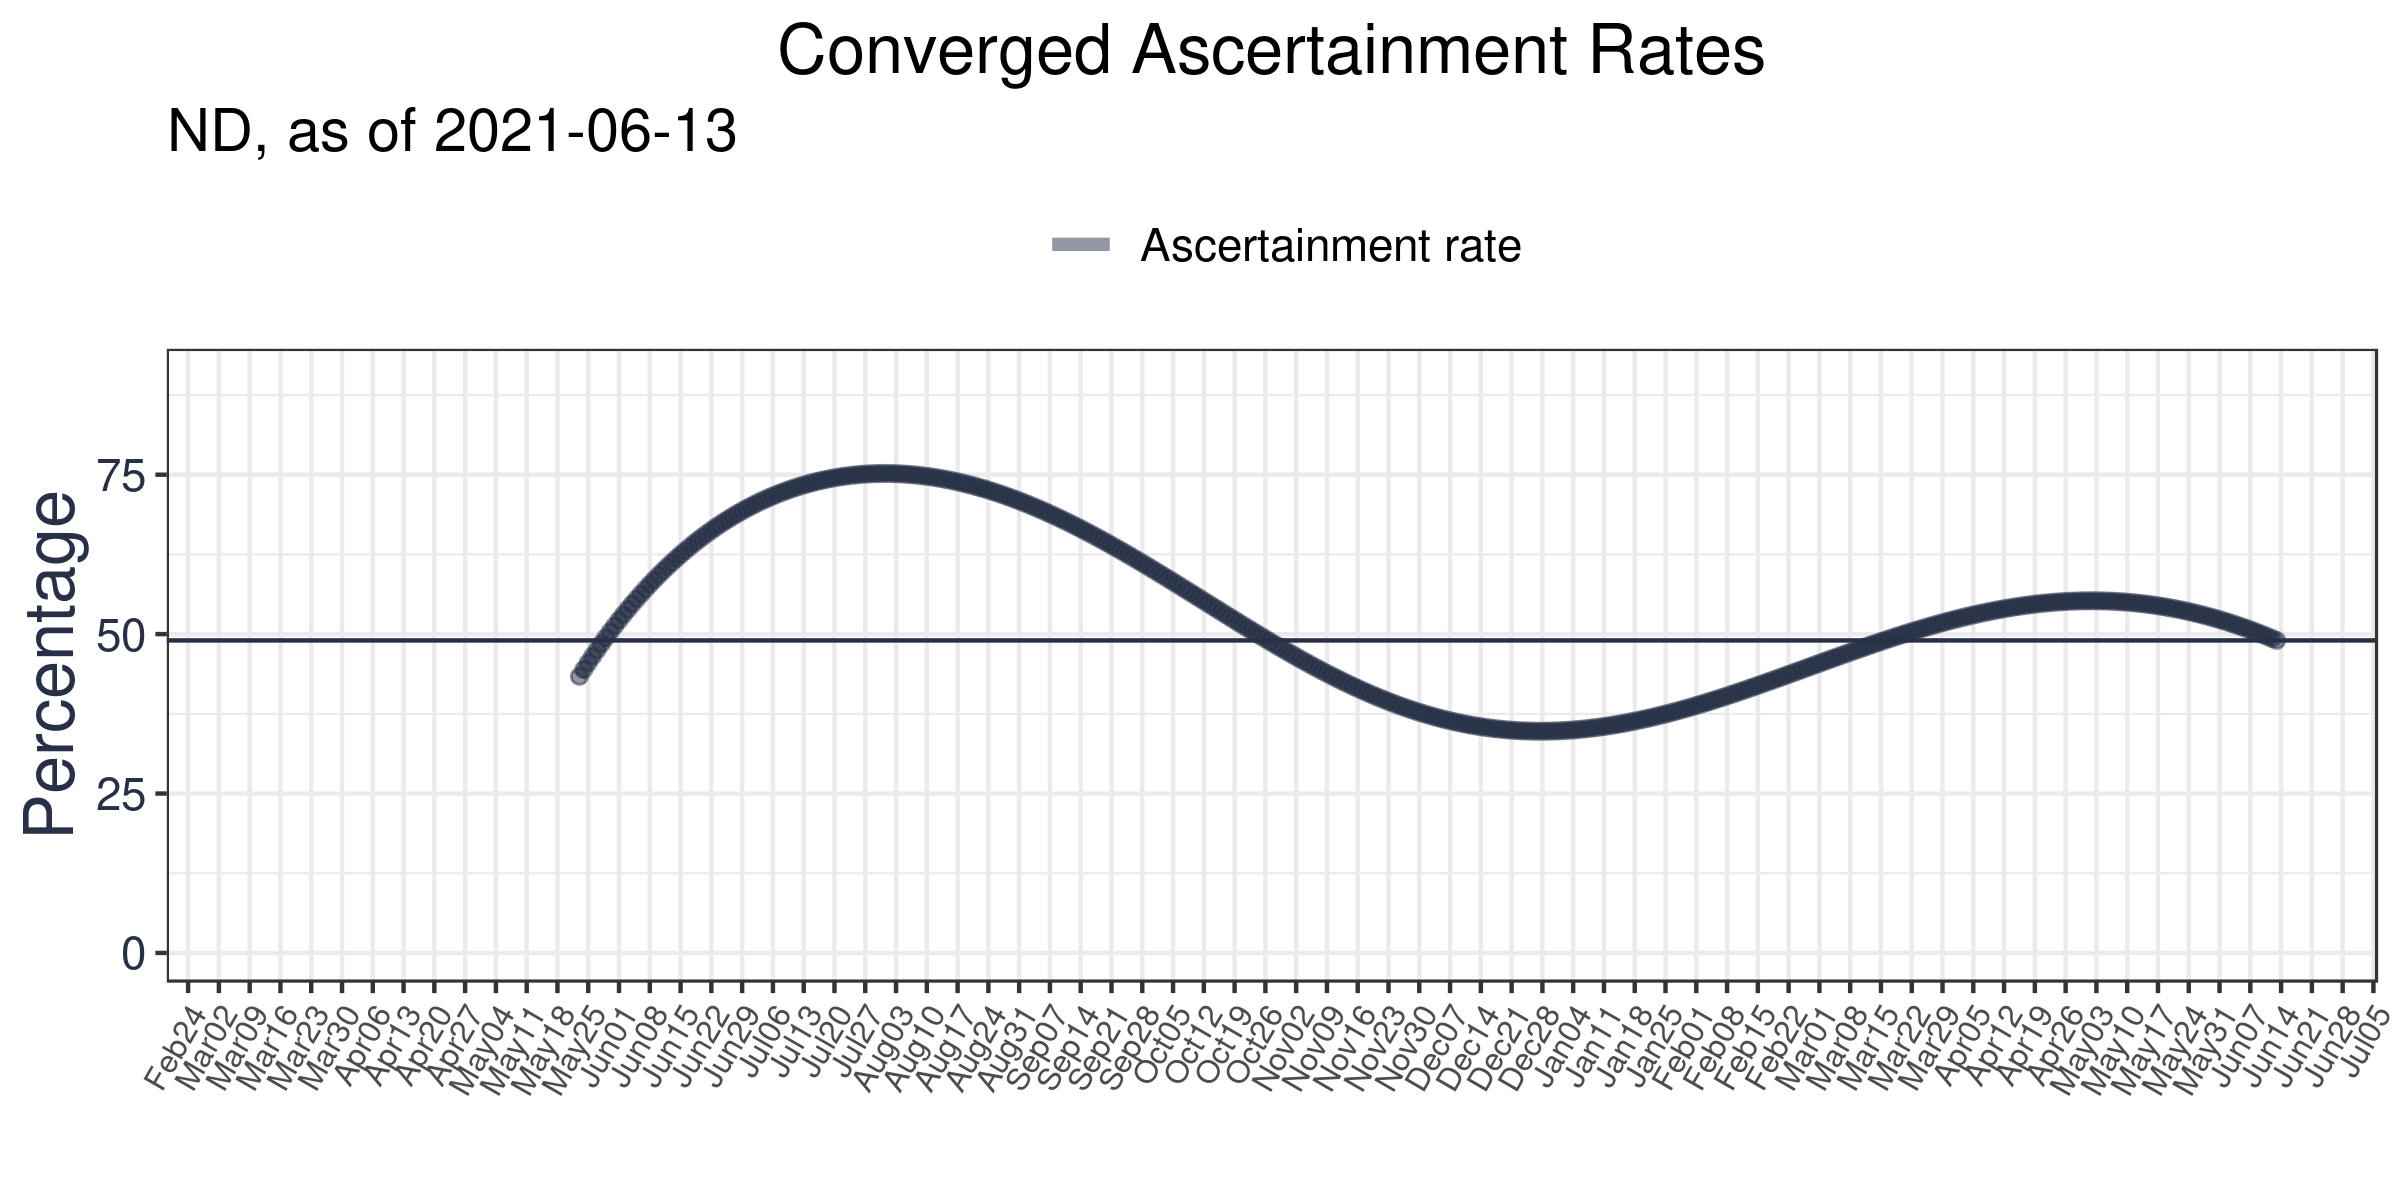 Converged Ascertainment Rates
ND, as of 2021-06-13
Ascertainment rate
Percentage
75
50
25
0
Feb24
Mar02
Mar09
Mar16
Mar23
Mar30
Apr06
Apr13
Apr20
Apr27
May04
May11
May18
May25
Jun01
Jun08
Jun15
Jun22
Jun29
Jul06
Jul13
Jul20
Jul27
Aug03
Aug10
Aug17
Aug24
Aug31
Sep07
Sep14
Sep21
Sep28
Oct05
Oct12
Oct19
Oct26
Nov02
Nov09
Nov16
Nov23
Nov30
Dec07
Dec14
Dec21
Dec28
Jan04
Jan11
Jan18
Jan25
Feb01
Feb08
Feb15
Feb22
Mar01
Mar08
Mar15
Mar22
Mar29
Apr05
Apr12
Apr19
Apr26
May03
May10
May17
May24
May31
Jun07
Jun14
Jun21
Jun28
Jul05